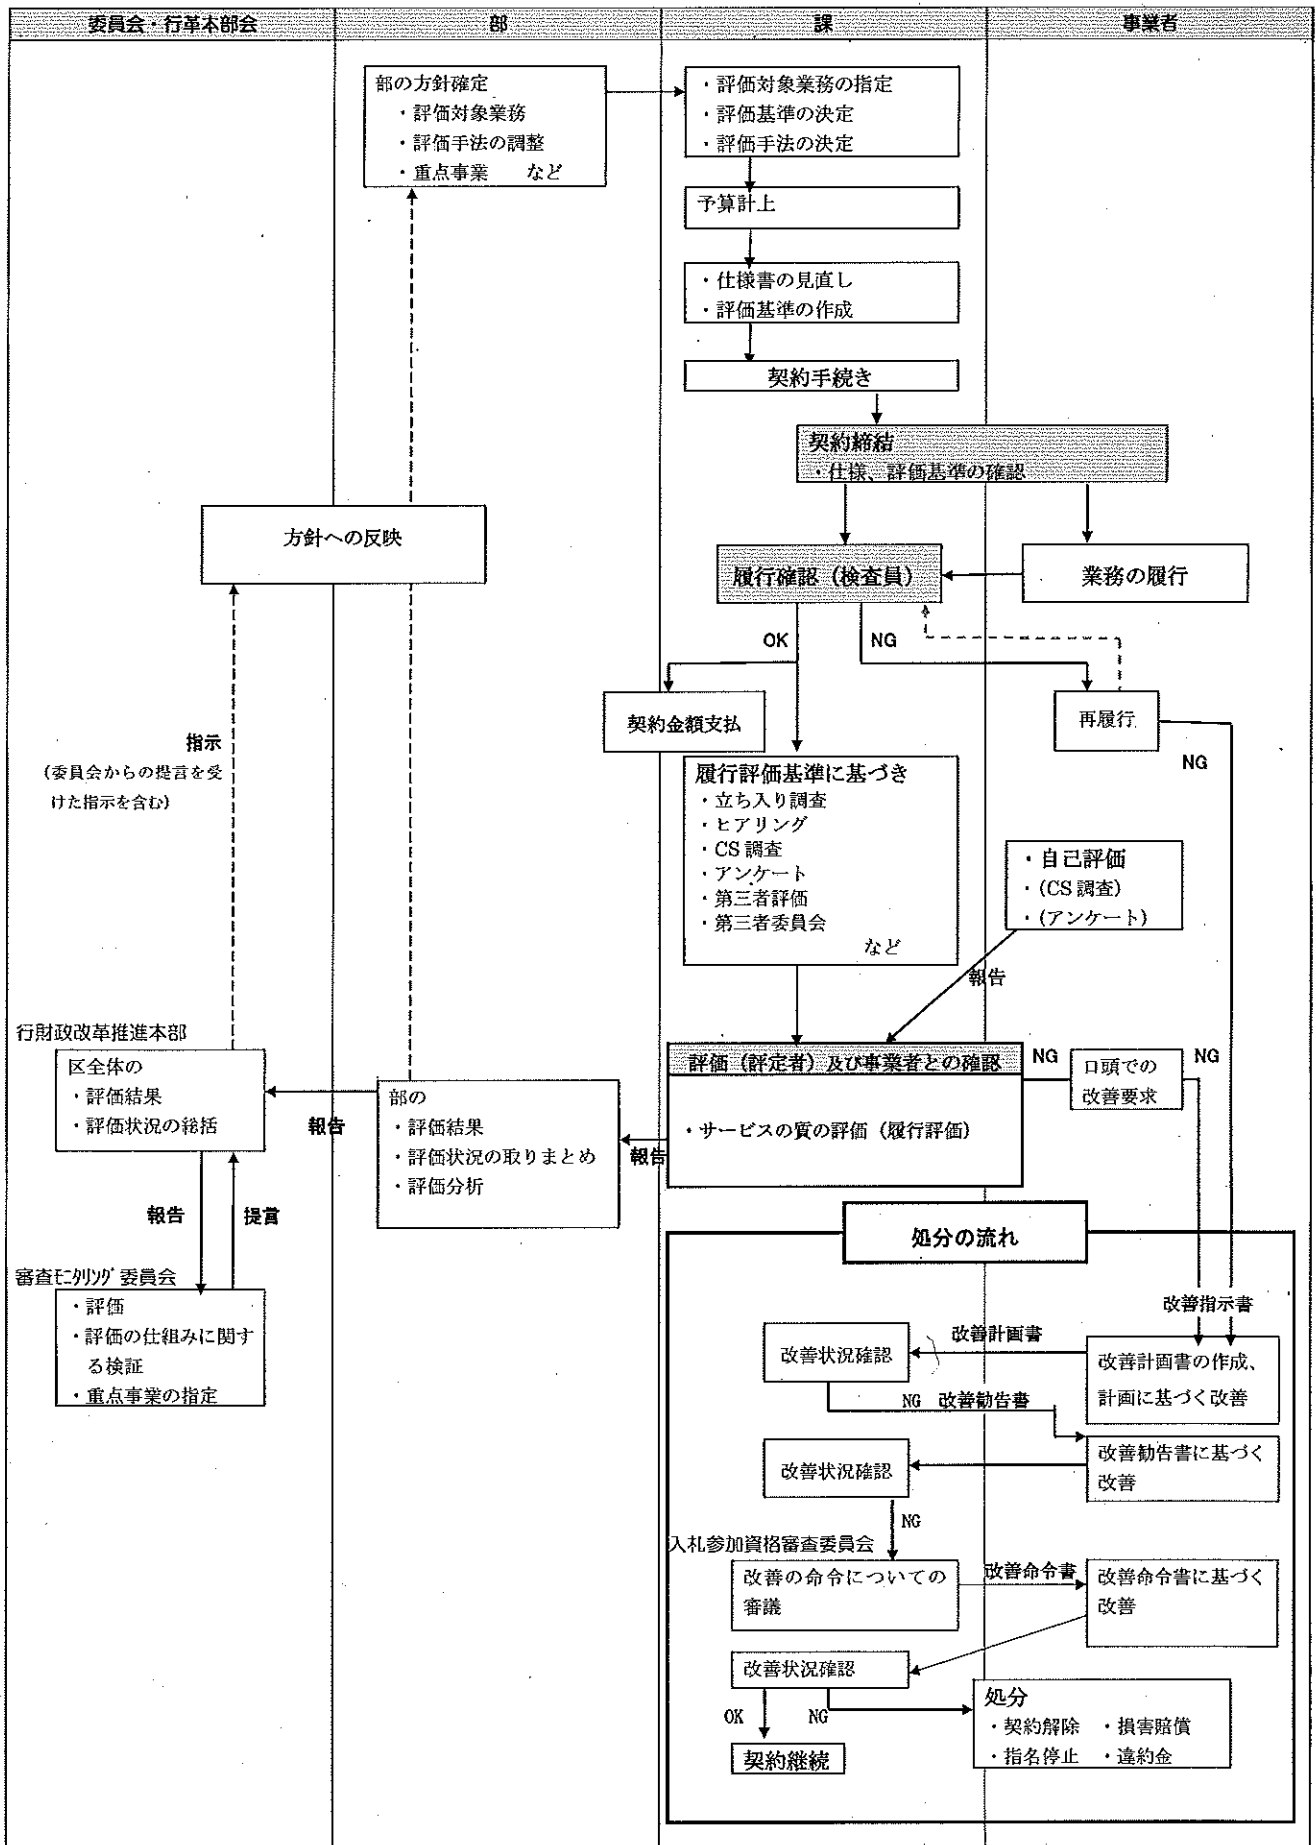 委員会・行革本部会
部
課
事業者
部の方針確定
・評価対象業務
・評価手法の調整
・重点事業　など
・評価対象業務の指定
・評価基準の決定
・評価手法の決定
予算計上
・仕様書の見直し
・評価基準の作成
契約手続き
契約締結
・仕様、評価基準の確認
方針への反映
履行確認（検査員）
業務の履行
OK
NG
契約金額支払
再履行
NG
指示
（委員会からの提言を受
けた指示を含む）
履行評価基準に基づき
・立ち入り調査
・ヒアリング
・CS 調査
・アンケート
・第三者評価
・第三者委員会
など
・自己評価
・（CS 調査）
・（アンケート）
報告
行財政改革推進本部
区全体の
・評価結果
・評価状況の総括
報告
部の
・評価結果
・評価状況の取りまとめ
・評価分析
報告
評価（評定者）及び事業者との確認
・サービスの質の評価（履行評価）
NG
口頭での
改善要求
NG
報告
提言
審査ﾓﾆﾀﾘﾝｸﾞ委員会
・評価
・評価の仕組みに関す
る検証
・重点事業の指定
処分の流れ
改善指示書
改善状況確認
改善計画書
改善計画書の作成、
計画に基づく改善
NG 改善勧告書
改善状況確認
改善勧告書に基づく
改善
NG
入札参加資格審査委員会
改善の命令についての
審議
改善命令書
改善命令書に基づく
改善
改善状況確認
OK
NG
処分
・契約解除　・損害賠償
・指名停止　・違約金
契約継続